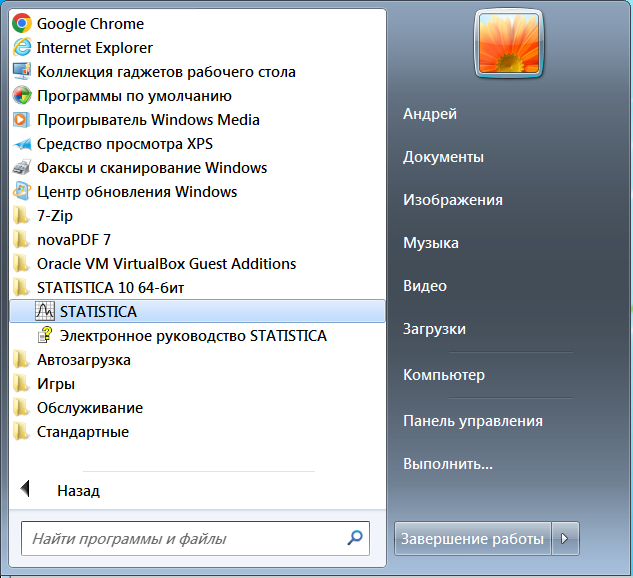 Google Chrome
Internet Explorer
Коллекция гаджетов рабочего стола
Программы по умолчанию
Проигрыватель Windows Media
Средство просмотра XPS
Факсы и сканирование Windows
Центр обновления Windows
7-Zip
novaPDF 7
Oracle VM VirtualBox Guest Additions
STATISTICA 10 64-бит
STATISTICA
Электронное руководство STATISTICA
Автозагрузка
Игры
Обслуживание
Стандартные
Назад
Найти программы и файлы
Андрей
Документы
Изображения
Музыка
Видео
Загрузки
Компьютер
Панель управления
Выполнить...
Завершение работы